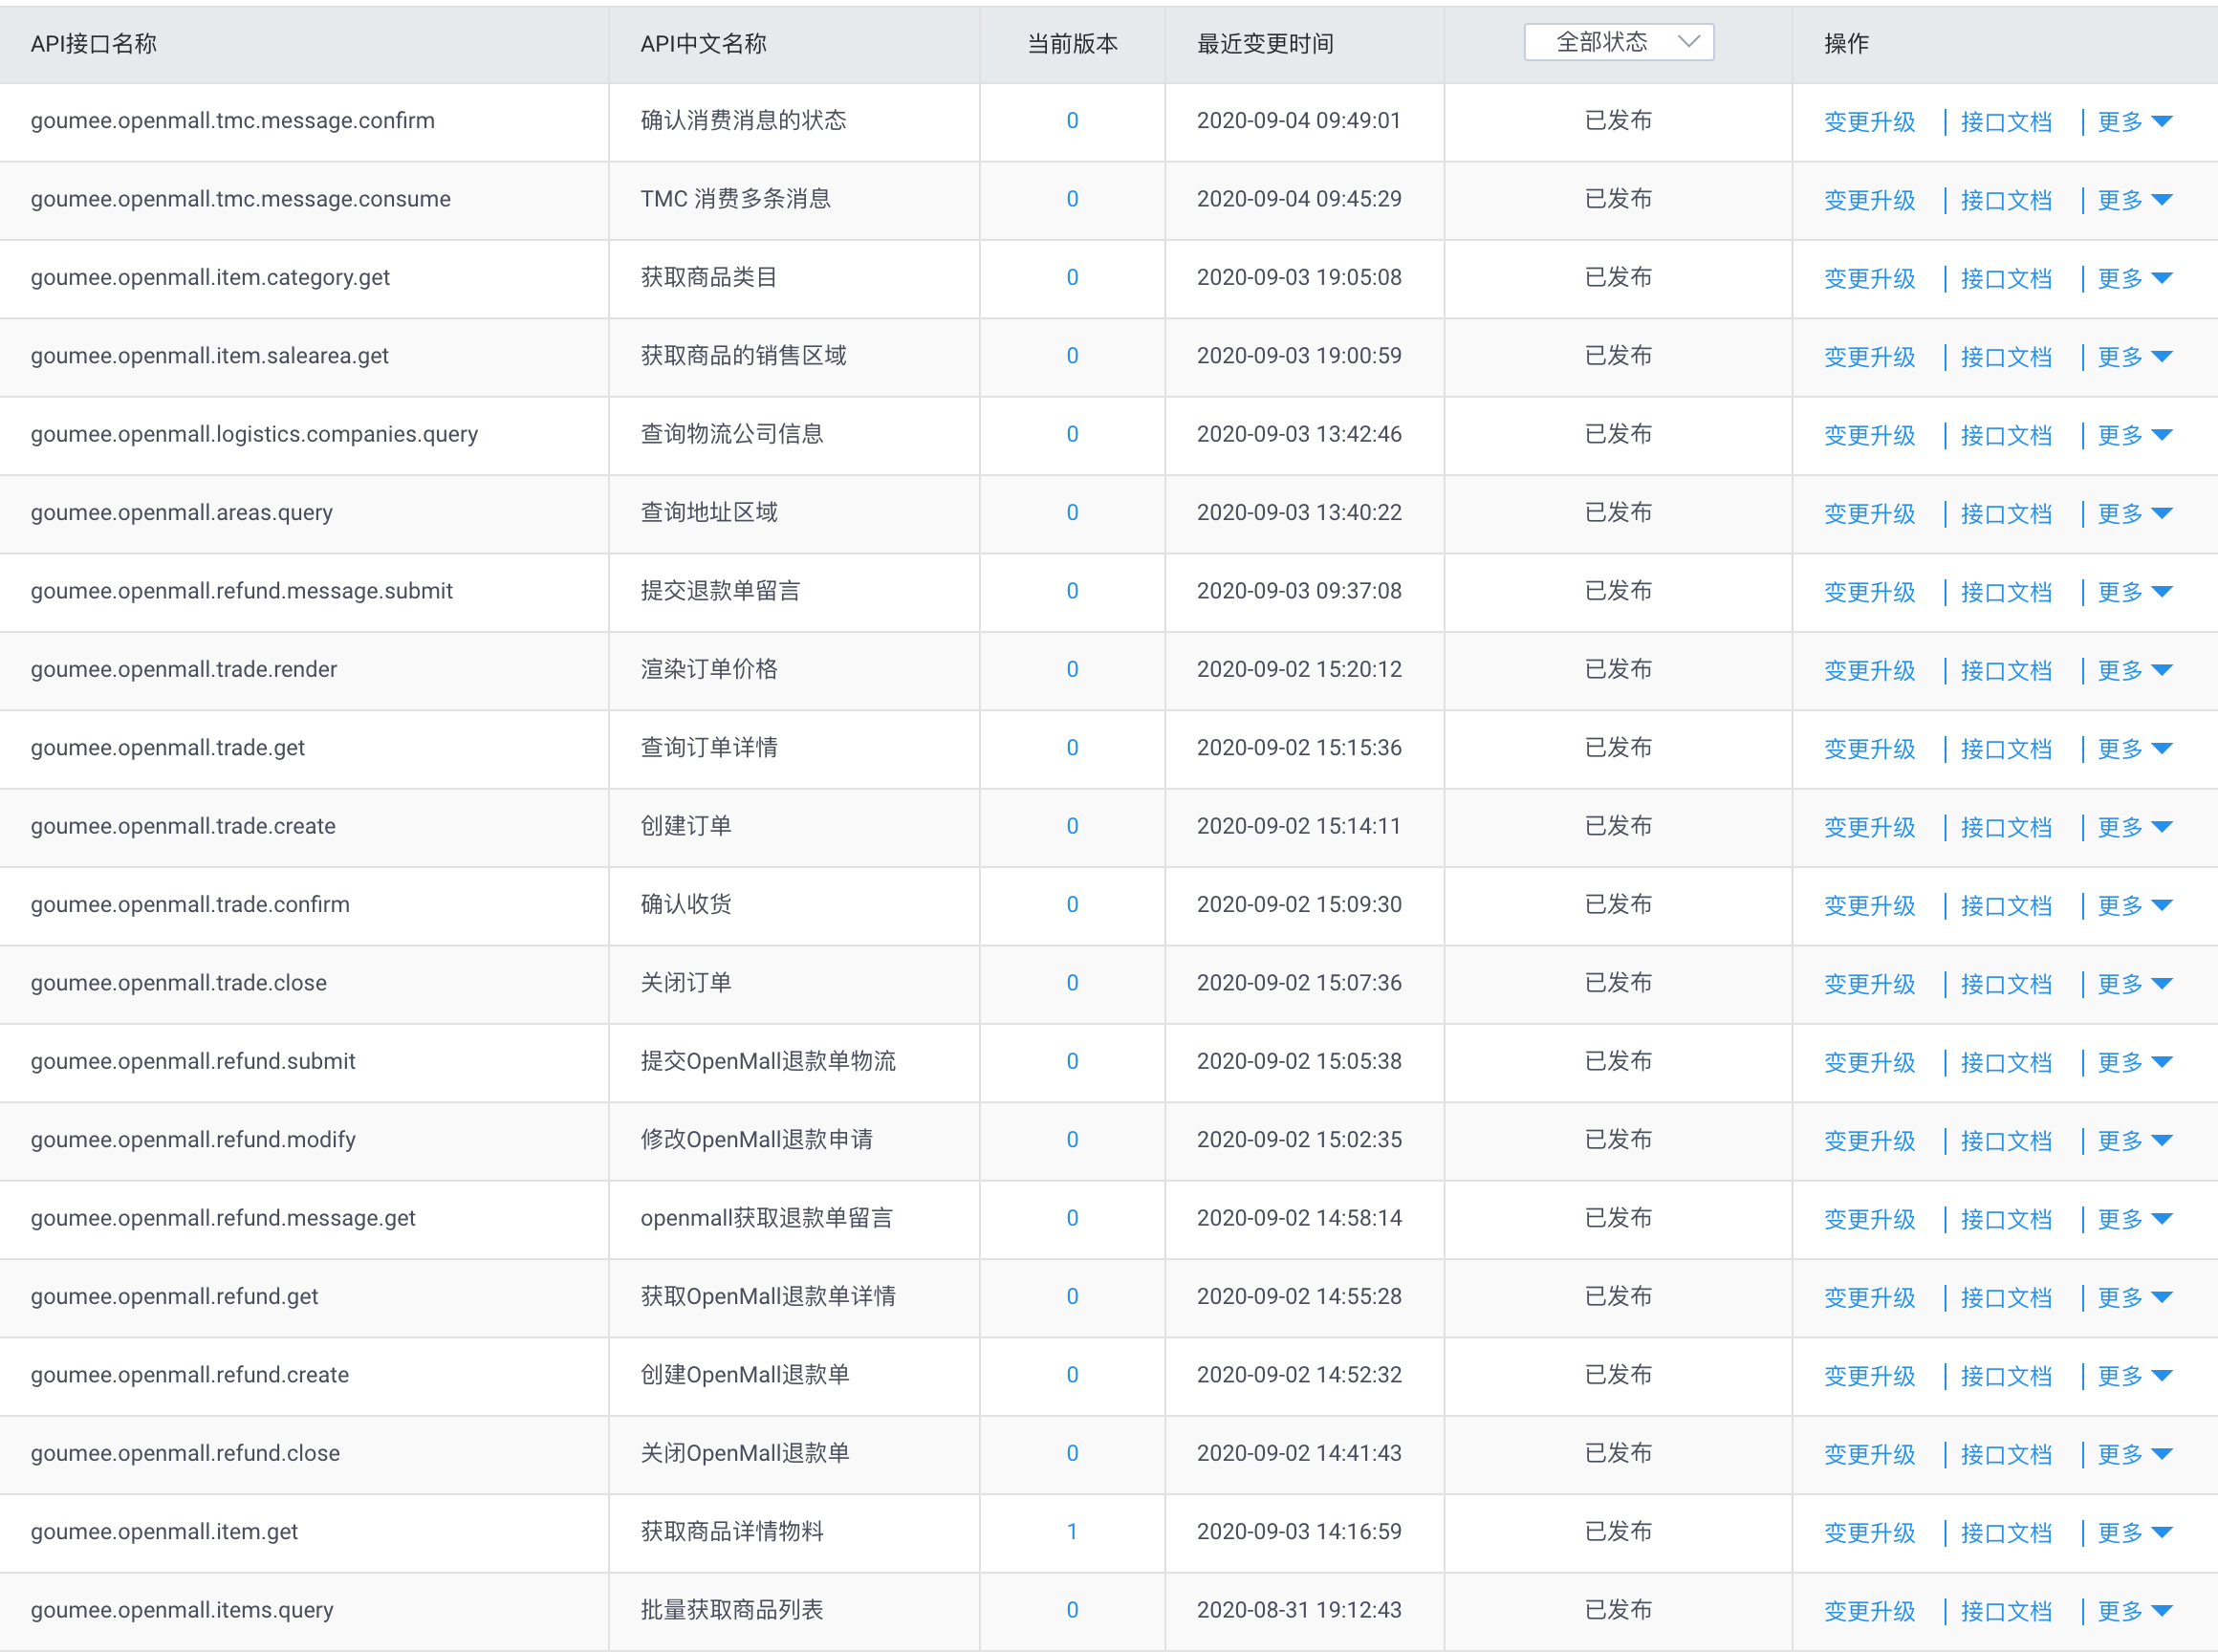 API接口名称 API中文名称 当前版本 最近变更时间 全部状态 操作
goumee.openmall.tmc.message.confirm 确认消费消息的状态 0 2020-09-04 09:49:01 已发布 变更升级 | 接口文档 | 更多
goumee.openmall.tmc.message.consume TMC 消费多条消息 0 2020-09-04 09:45:29 已发布 变更升级 | 接口文档 | 更多
goumee.openmall.item.category.get 获取商品类目 0 2020-09-03 19:05:08 已发布 变更升级 | 接口文档 | 更多
goumee.openmall.item.salearea.get 获取商品的销售区域 0 2020-09-03 19:00:59 已发布 变更升级 | 接口文档 | 更多
goumee.openmall.logistics.companies.query 查询物流公司信息 0 2020-09-03 13:42:46 已发布 变更升级 | 接口文档 | 更多
goumee.openmall.areas.query 查询地址区域 0 2020-09-03 13:40:22 已发布 变更升级 | 接口文档 | 更多
goumee.openmall.refund.message.submit 提交退款单留言 0 2020-09-03 09:37:08 已发布 变更升级 | 接口文档 | 更多
goumee.openmall.trade.render 渲染订单价格 0 2020-09-02 15:20:12 已发布 变更升级 | 接口文档 | 更多
goumee.openmall.trade.get 查询订单详情 0 2020-09-02 15:15:36 已发布 变更升级 | 接口文档 | 更多
goumee.openmall.trade.create 创建订单 0 2020-09-02 15:14:11 已发布 变更升级 | 接口文档 | 更多
goumee.openmall.trade.confirm 确认收货 0 2020-09-02 15:09:30 已发布 变更升级 | 接口文档 | 更多
goumee.openmall.trade.close 关闭订单 0 2020-09-02 15:07:36 已发布 变更升级 | 接口文档 | 更多
goumee.openmall.refund.submit 提交OpenMall退款单物流 0 2020-09-02 15:05:38 已发布 变更升级 | 接口文档 | 更多
goumee.openmall.refund.modify 修改OpenMall退款申请 0 2020-09-02 15:02:35 已发布 变更升级 | 接口文档 | 更多
goumee.openmall.refund.message.get openmall获取退款单留言 0 2020-09-02 14:58:14 已发布 变更升级 | 接口文档 | 更多
goumee.openmall.refund.get 获取OpenMall退款单详情 0 2020-09-02 14:55:28 已发布 变更升级 | 接口文档 | 更多
goumee.openmall.refund.create 创建OpenMall退款单 0 2020-09-02 14:52:32 已发布 变更升级 | 接口文档 | 更多
goumee.openmall.refund.close 关闭OpenMall退款单 0 2020-09-02 14:41:43 已发布 变更升级 | 接口文档 | 更多
goumee.openmall.item.get 获取商品详情物料 1 2020-09-03 14:16:59 已发布 变更升级 | 接口文档 | 更多
goumee.openmall.items.query 批量获取商品列表 0 2020-08-31 19:12:43 已发布 变更升级 | 接口文档 | 更多